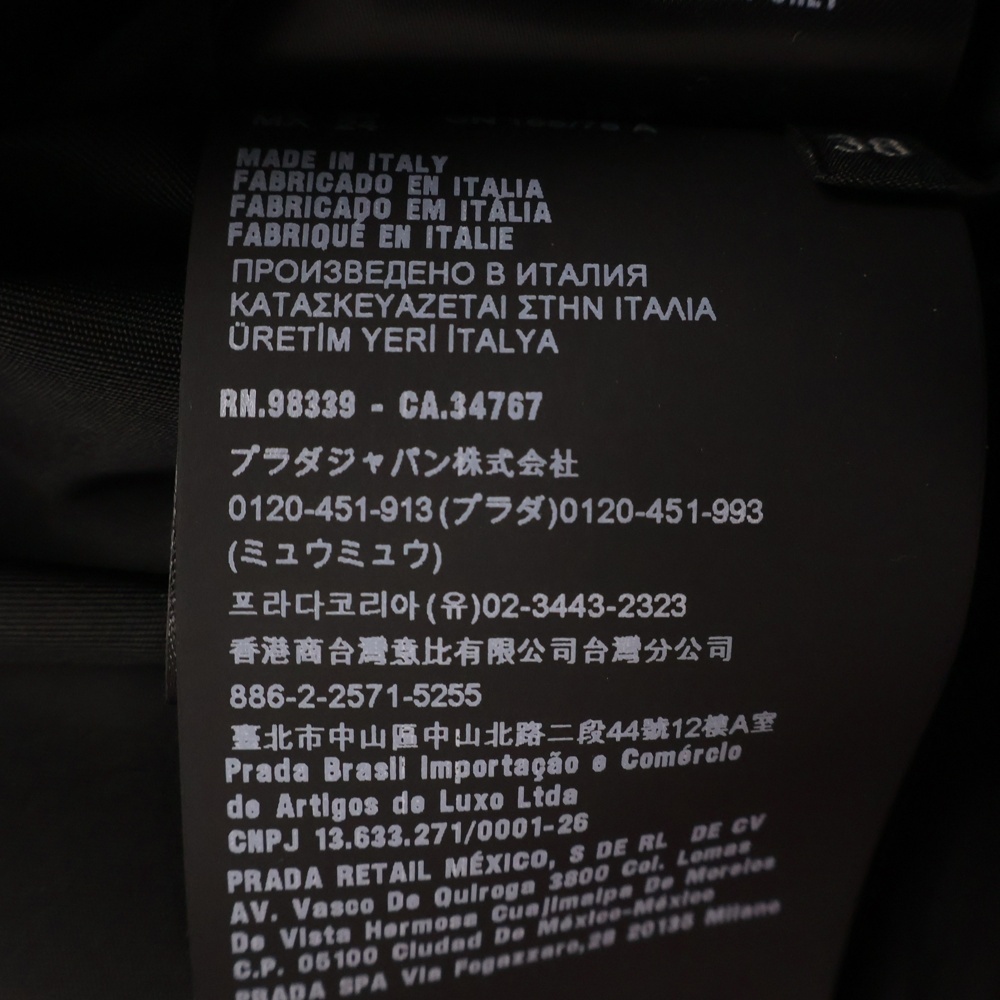 38
MADE IN ITALY
FABRICADO EN ITALIA
FABRICADO EM ITÁLIA
FABRIQUÉ EN ITALIE
ПРОИЗВЕДЕНО В ИТАЛИЯ
ΚΑΤΑΣΚΕΥΑΖΕΤΑΙ ΣΤΗΝ ΙΤΑΛΙΑ
ÜRETİM YERİ İTALYA
RN.98339 - CA.34767
プラダジャパン株式会社
0120-451-913(プラダ)0120-451-993
(ミュウミュウ)
프라다코리아(유)02-3443-2323
香港商台灣意比有限公司台灣分公司
886-2-2571-5255
臺北市中山區中山北路二段44號12樓A室
Prada Brasil Importação e Comércio
de Artigos de Luxo Ltda
CNPJ 13.633.271/0001-26
PRADA RETAIL MÉXICO, S DE RL DE CV
AV. Vasco De Quiroga 3800 Col. Lomas
De Vista Hermosa Cuajimalpa De Morelos
C.P. 05100 Ciudad De México-México
PRADA SPA Via Fogazzaro,28 20135 Milano